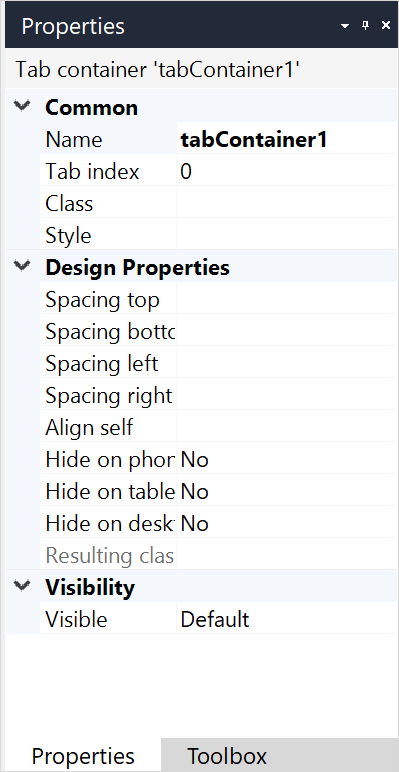 Properties
Tab container 'tabContainer1'
Common
Name tabContainer1
Tab index 0
Class
Style
Design Properties
Spacing top
Spacing botto
Spacing left
Spacing right
Align self
Hide on phon No
Hide on table No
Hide on desk No
Resulting clas
Visibility
Visible Default
Properties Toolbox